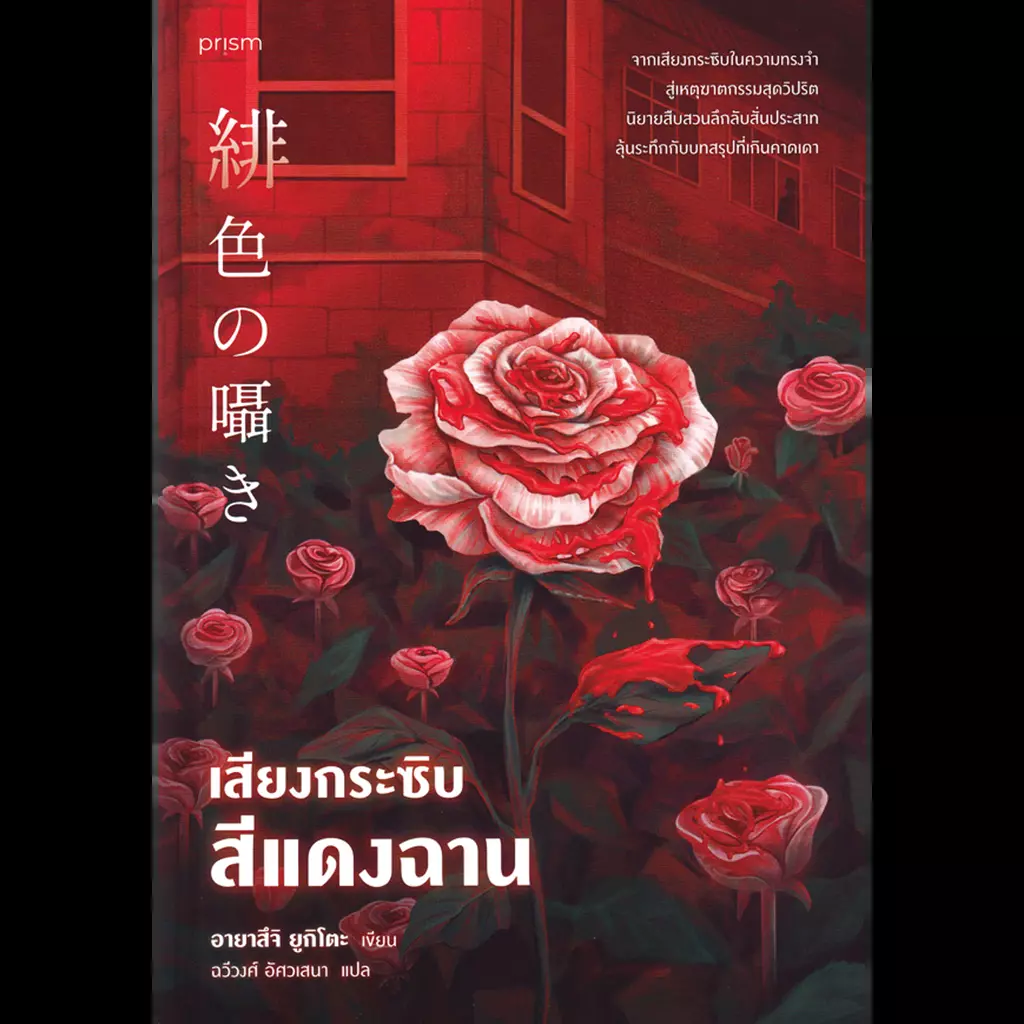 prism
จากเสียงกระซิบในความทรงจำ
สู่เหตุฆาตกรรมสุดวิปริต
นิยายสืบสวนลึกลับสั่นประสาท
ลุ้นระทึกกับบทสรุปที่เกินคาดเดา
緋色の囁き
เสียงกระซิบ
สีแดงฉาน
อายาสึจิ ยูกิโตะ เขียน
ฉวีวงศ์ อัศวเสนา แปล